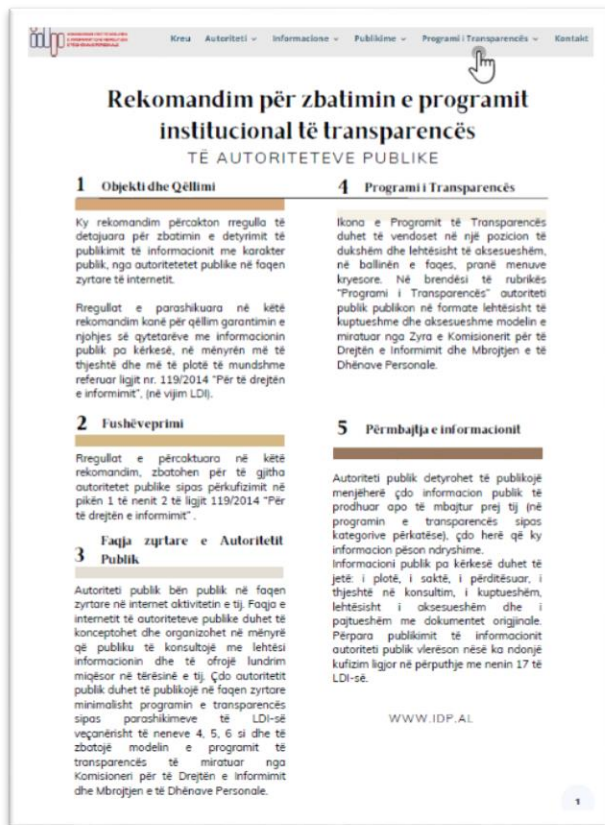 Kreu Autoriteti Informacione Publikime Programi i Transparencës Kontakt
Rekomandim për zbatimin e programit
institucional të transparencës
TË AUTORITETEVE PUBLIKE
1 Objekti dhe Qëllimi
Ky rekomandim përcakton rregulla të
detajuara për zbatimin e detyrimit të
publikimit të informacionit me karakter
publik, nga autoritetetet publike në faqen
zyrtare të internetit.
Rregullat e parashikuara në këtë
rekomandim kanë për qëllim garantimin e
njohjes së qytetarëve me informacionin
publik pa kërkesë, në mënyrën më të
thjeshtë dhe më të plotë të mundshme
referuar ligjit nr. 119/2014 "Për të drejtën
e informimit", (në vijim LDI).
2 Fushëveprimi
Rregullat e përcaktuara në këtë
rekomandim, zbatohen për të gjitha
autoritetet publike sipas përkufizimit në
pikën 1 të nenit 2 të ligjit 119/2014 "Për
të drejtën e informimit" .
3 Faqja zyrtare e Autoritetit
Publik
Autoriteti publik bën publik në faqen
zyrtare në internet aktivitetin e tij. Faqja e
internetit të autoriteteve publike duhet të
konceptohet dhe organizohet në mënyrë
që publiku të konsultojë me lehtësi
informacionin dhe të ofrojë lundrim
miqësor në tërësinë e tij. Çdo autoritetit
publik duhet të publikojë në faqen zyrtare
minimalisht programin e transparencës
sipas parashikimeve të LDI-së
veçanërisht të neneve 4, 5, 6 si dhe të
zbatojë modelin e programit të
transparencës të miratuar nga
Komisioneri për të Drejtën e Informimit
dhe Mbrojtjen e të Dhënave Personale.
4 Programi i Transparencës
Ikona e Programit të Transparencës
duhet të vendoset në një pozicion të
dukshëm dhe lehtësisht të aksesueshëm,
në ballinën e faqes, pranë menuve
kryesore. Në brendësi të rubrikës
"Programi i Transparencës" autoriteti
publik publikon në formate lehtësisht të
kuptueshme dhe aksesueshme modelin e
miratuar nga Zyra e Komisionerit për të
Drejtën e Informimit dhe Mbrojtjen e të
Dhënave Personale.
5 Përmbajtja e informacionit
Autoriteti publik detyrohet të publikojë
menjëherë çdo informacion publik të
prodhuar apo të mbajtur prej tij (në
programin e transparencës sipas
kategorive përkatëse), çdo herë që ky
informacion pëson ndryshime.
Informacioni publik pa kërkesë duhet të
jetë: i plotë, i saktë, i përditësuar, i
thjeshtë në konsultim, i kuptueshëm,
lehtësisht i aksesueshëm dhe i
pajtueshëm me dokumentet origjinale.
Përpara publikimit të informacionit
autoriteti publik vlerëson nëse ka ndonjë
kufizim ligjor në përputhje me nenin 17 të
LDI-së.
WWW.IDP.AL
1